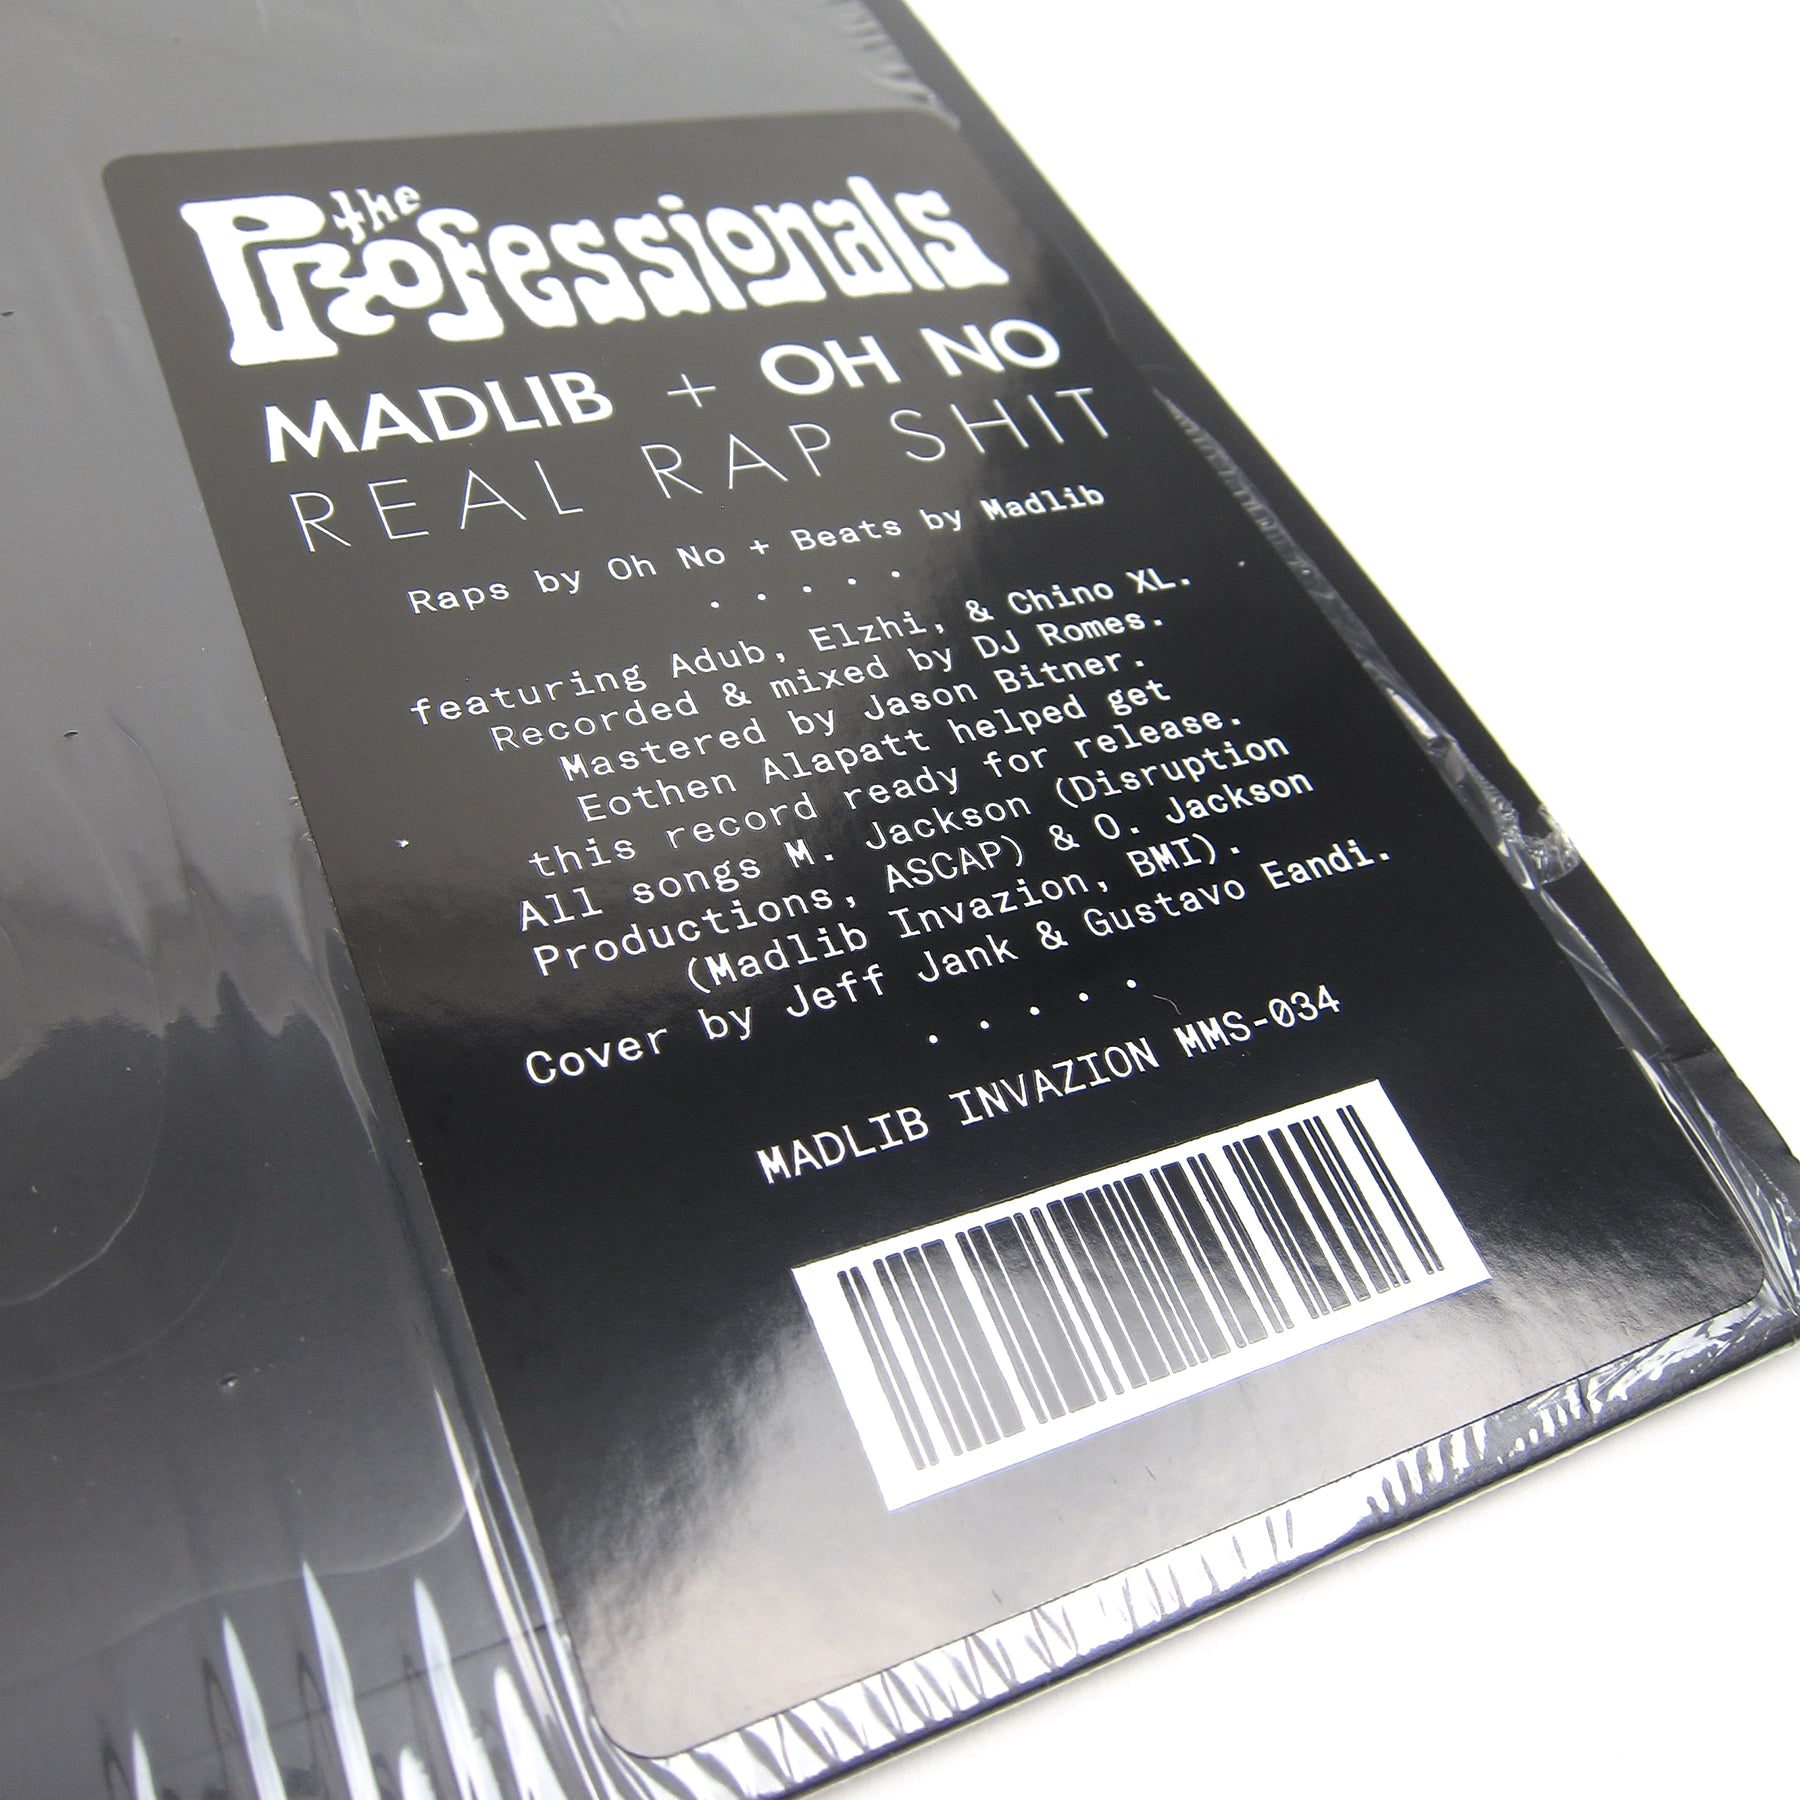 the Professionals
MADLIB + OH NO
REAL RAP SHIT
Raps by Oh No + Beats by Madlib
. . . . .
featuring Adub, Elzhi, & Chino XL.
Recorded & mixed by DJ Romes.
Mastered by Jason Bitner.
Eothen Alapatt helped get
this record ready for release.
All songs M. Jackson (Disruption
Productions, ASCAP) & O. Jackson
(Madlib Invazion, BMI).
Cover by Jeff Jank & Gustavo Eandi.
. . . . .
MADLIB INVAZION MMS-034